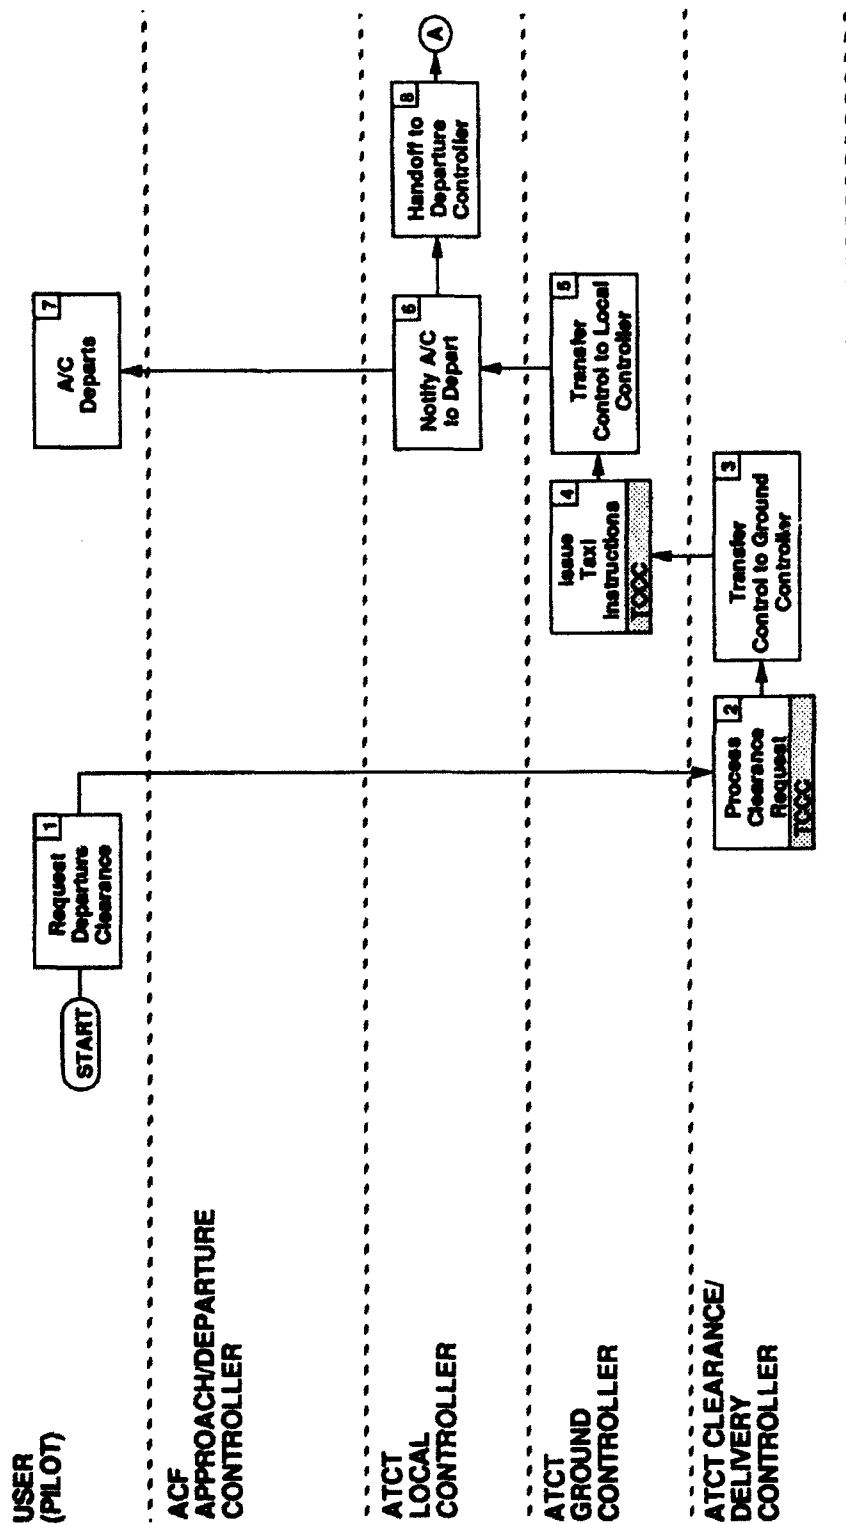 USER
(PILOT)
START
1
Request
Departure
Clearance
7
A/C
Departs
ACF
APPROACH/DEPARTURE
CONTROLLER
ATCT
LOCAL
CONTROLLER
6
Notify A/C
to Depart
8
Handoff to
Departure
Controller
A
ATCT
GROUND
CONTROLLER
4
Issue
Taxi
Instructions
TCCC
5
Transfer
Control to Local
Controller
ATCT CLEARANCE/
DELIVERY
CONTROLLER
2
Process
Clearance
Request
TCCC
3
Transfer
Control to Ground
Controller